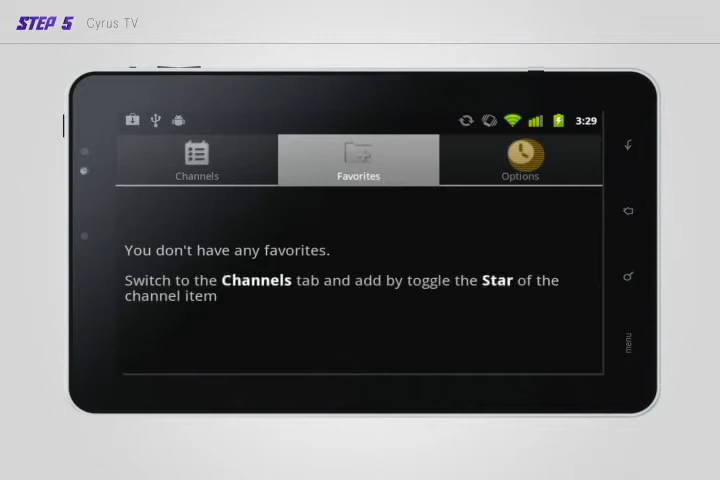 STEP 5 Cyrus TV
3:29
Channels Favorites Options
You don't have any favorites.
Switch to the Channels tab and add by toggle the Star of the
channel item
menu